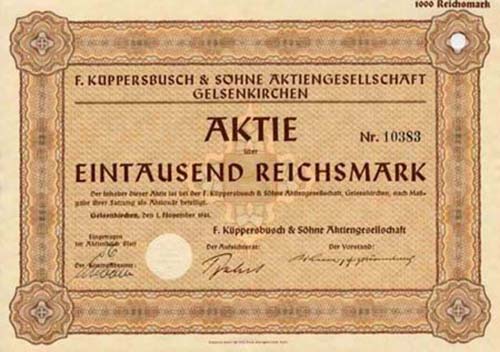 1000 Reichsmark
F. KÜPPERSBUSCH & SÖHNE AKTIENGESELLSCHAFT
GELSENKIRCHEN
AKTIE
über
Nr. 10383
EINTAUSEND REICHSMARK
Der Inhaber dieser Aktie ist bei der F. Küppersbusch & Söhne Aktiengesellschaft, Gelsenkirchen, nach Maß-
gabe ihrer Satzung als Aktionär beteiligt.
Gelsenkirchen, den 1. November 1941.
F. Küppersbusch & Söhne Aktiengesellschaft
Eingetragen
im Aktienbuch Blatt
Der Aufsichtsrat:
Der Vorstand: